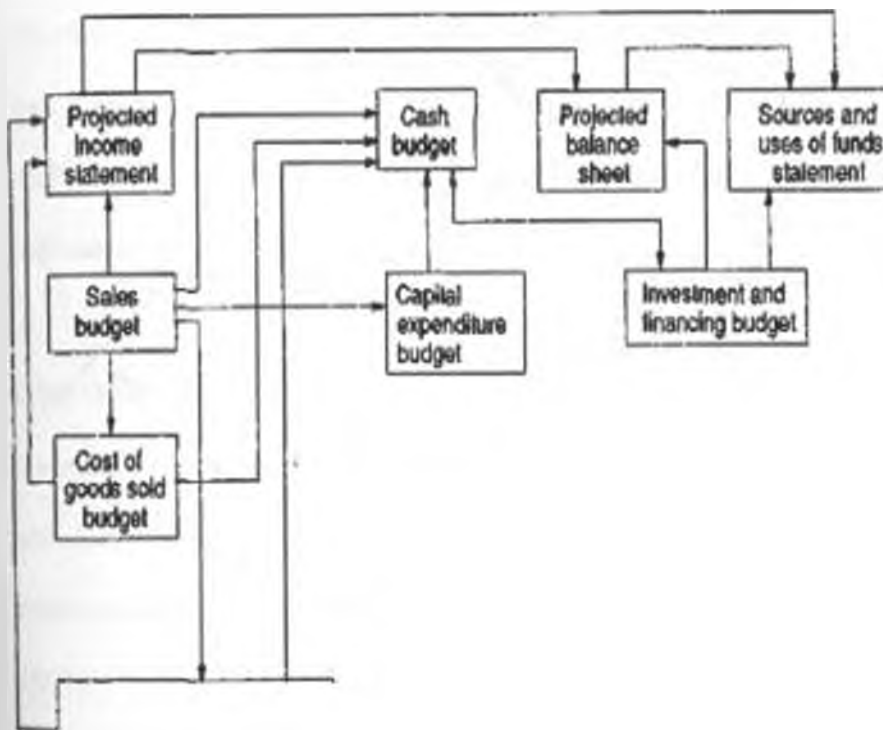 Projected
income
statement
Cash
budget
Projected
balance
sheet
Sources and
uses of funds
stalement
Sales
budget
Capital
expenditure
budget
Investment and
financing budget
Cost of
goods sold
budget